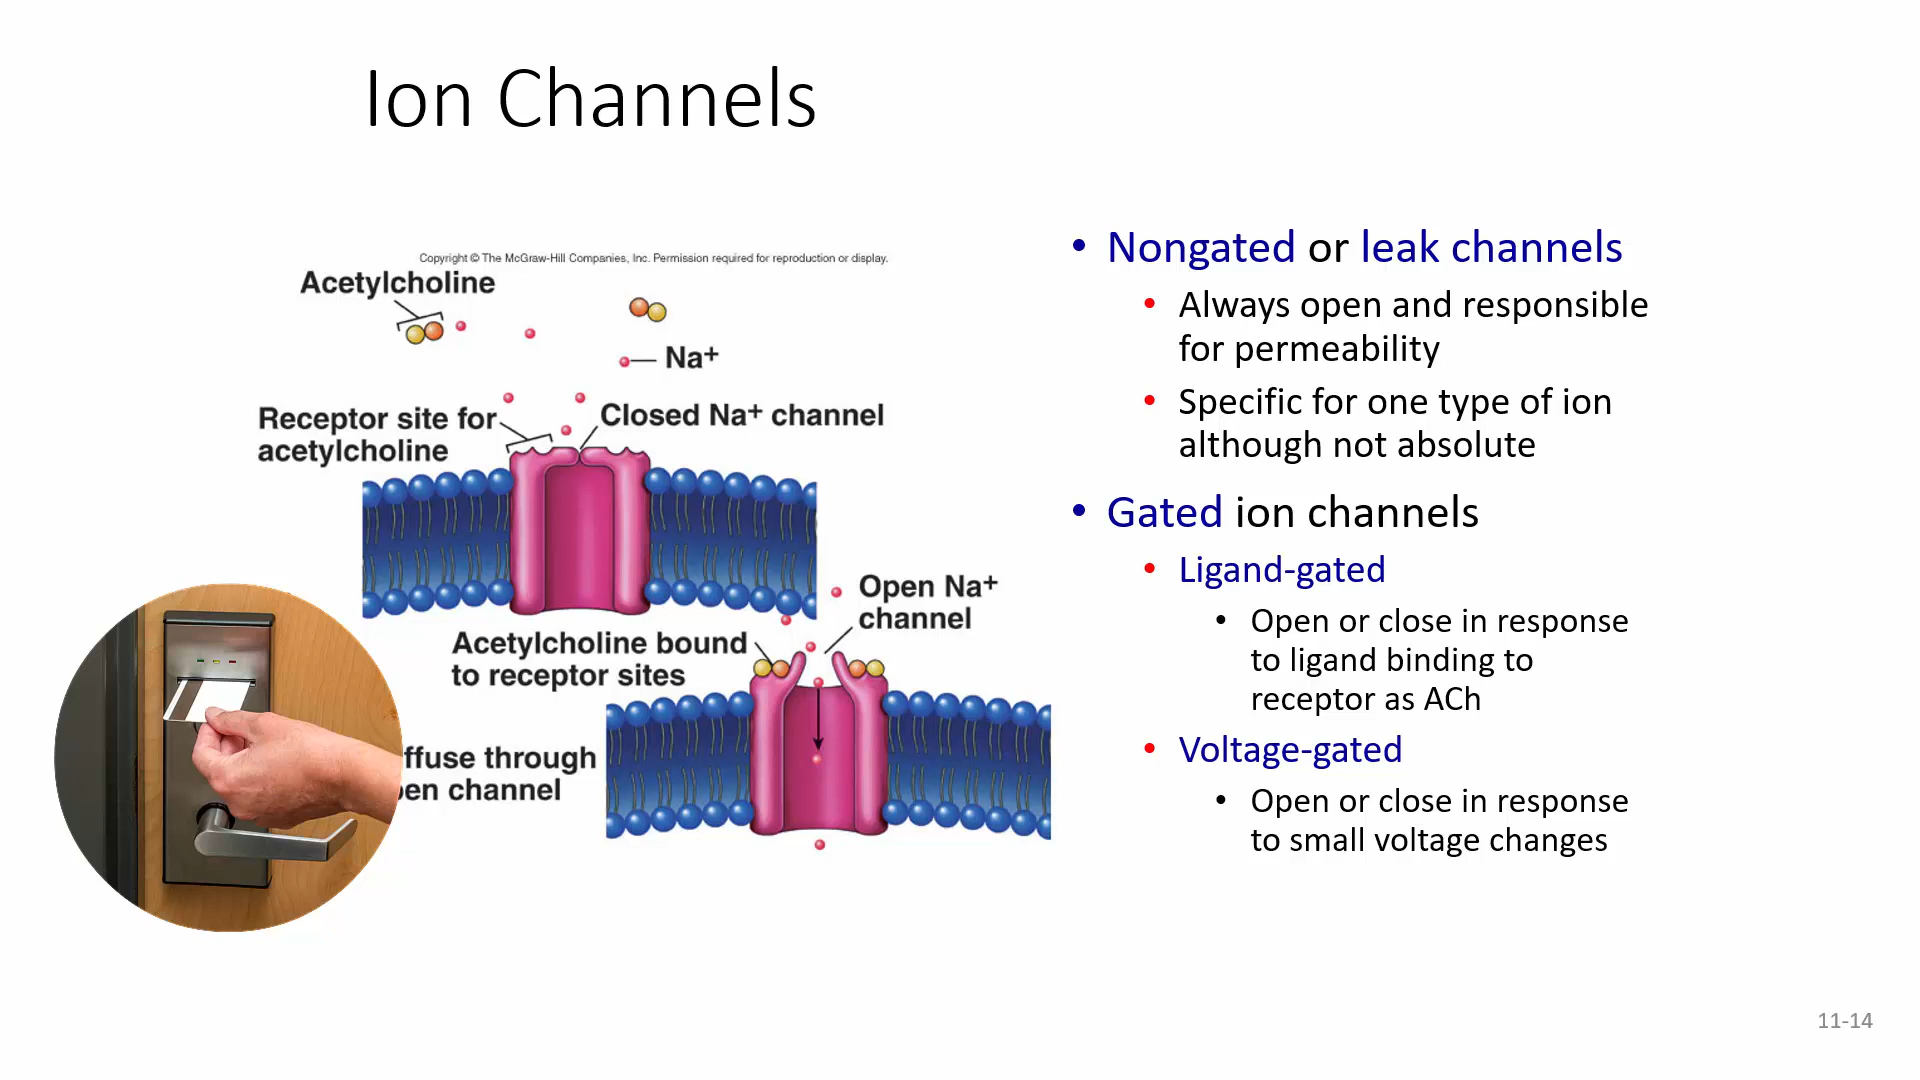 Ion Channels
Copyright © The McGraw-Hill Companies, Inc. Permission required for reproduction or display.
Acetylcholine
Na+
Receptor site for
acetylcholine
Closed Na+ channel
Open Na+
channel
Acetylcholine bound
to receptor sites
ffuse through
en channel
• Nongated or leak channels
• Always open and responsible
for permeability
• Specific for one type of ion
although not absolute
• Gated ion channels
• Ligand-gated
• Open or close in response
to ligand binding to
receptor as ACh
• Voltage-gated
• Open or close in response
to small voltage changes
11-14